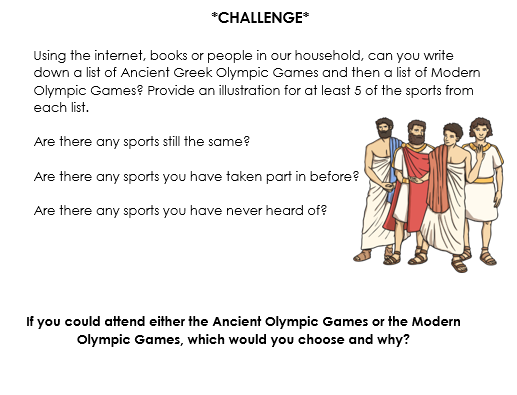 *CHALLENGE*
Using the internet, books or people in our household, can you write
down a list of Ancient Greek Olympic Games and then a list of Modern
Olympic Games? Provide an illustration for at least 5 of the sports from
each list.
Are there any sports still the same?
Are there any sports you have taken part in before?
Are there any sports you have never heard of?
If you could attend either the Ancient Olympic Games or the Modern
Olympic Games, which would you choose and why?